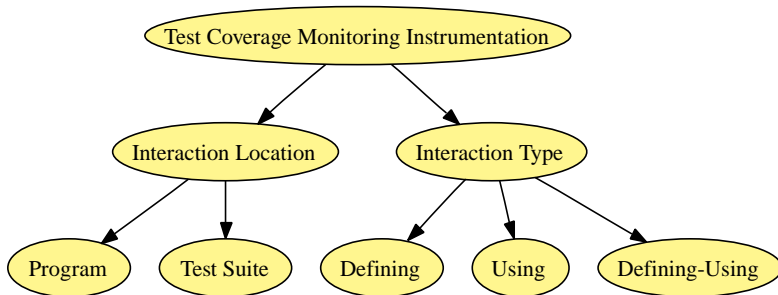 Test Coverage Monitoring Instrumentation
Interaction Location
Interaction Type
Program
Test Suite
Defining
Using
Defining-Using